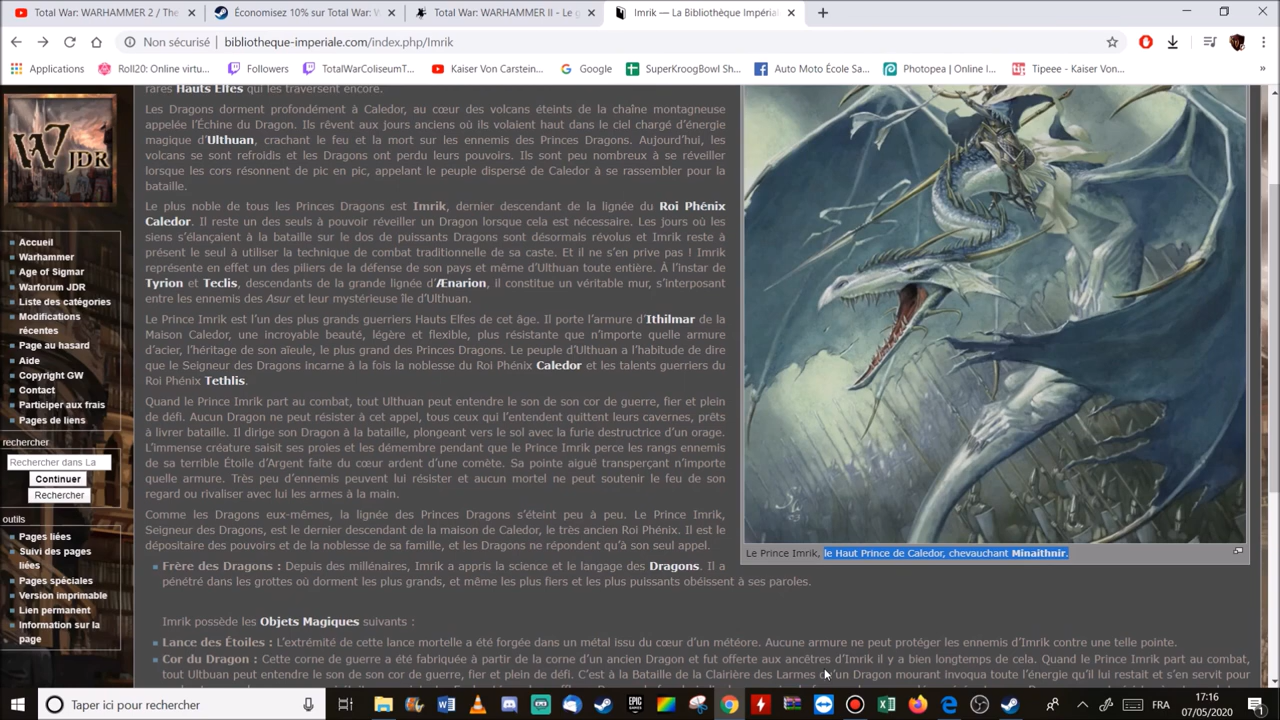 Total War: WARHAMMER 2 / The
Économisez 10% sur Total War: W
Total War: WARHAMMER II - Le g
Imrik — La Bibliothèque Impérial
Non sécurisé | bibliotheque-imperiale.com/index.php/Imrik
Applications
Roll20: Online virtu...
Followers
TotalWarColiseumT...
Kaiser Von Carstein...
Google
SuperKroogBowl Sh...
Auto Moto École Sa...
Photopea | Online I...
Tipeee - Kaiser Von...
W JDR
Accueil
Warhammer
Age of Sigmar
Warforum JDR
Liste des catégories
Modifications
récentes
Page au hasard
Aide
Copyright GW
Contact
Participer aux frais
Pages de liens
rechercher
Rechercher dans La
Continuer
Rechercher
outils
Pages liées
Suivi des pages
liées
Pages spéciales
Version imprimable
Lien permanent
Information sur la
page
rares Hauts Elfes qui les traversent encore.
Les Dragons dorment profondément à Caledor, au cœur des volcans éteints de la chaîne montagneuse
appelée l'Échine du Dragon. Ils rêvent aux jours anciens où ils volaient haut dans le ciel chargé d'énergie
magique d'Ulthuan, crachant le feu et la mort sur les ennemis des Princes Dragons. Aujourd'hui, les
volcans se sont refroidis et les Dragons ont perdu leurs pouvoirs. Ils sont peu nombreux à se réveiller
lorsque les cors résonnent de pic en pic, appelant le peuple dispersé de Caledor à se rassembler pour la
bataille.
Le plus noble de tous les Princes Dragons est Imrik, dernier descendant de la lignée du Roi Phénix
Caledor. Il reste un des seuls à pouvoir réveiller un Dragon lorsque cela est nécessaire. Les jours où les
siens s'élançaient à la bataille sur le dos de puissants Dragons sont désormais révolus et Imrik reste à
présent le seul à utiliser la technique de combat traditionnelle de sa caste. Et il ne s'en prive pas ! Imrik
représente en effet un des piliers de la défense de son pays et même d'Ulthuan toute entière. À l'instar de
Tyrion et Teclis, descendants de la grande lignée d'Ænarion, il constitue un véritable mur, s'interposant
entre les ennemis des Asur et leur mystérieuse île d'Ulthuan.
Le Prince Imrik est l'un des plus grands guerriers Hauts Elfes de cet âge. Il porte l'armure d'Ithilmar de la
Maison Caledor, une incroyable beauté, légère et flexible, plus résistante que n'importe quelle armure
d'acier, l'héritage de son aïeule, le plus grand des Princes Dragons. Le peuple d'Ulthuan a l'habitude de dire
que le Seigneur des Dragons incarne à la fois la noblesse du Roi Phénix Caledor et les talents guerriers du
Roi Phénix Tethlis.
Quand le Prince Imrik part au combat, tout Ulthuan peut entendre le son de son cor de guerre, fier et plein
de défi. Aucun Dragon ne peut résister à cet appel, tous ceux qui l'entendent quittent leurs cavernes, prêts
à livrer bataille. Il dirige son Dragon à la bataille, plongeant vers le sol avec la furie destructrice d'un orage.
L'immense créature saisit ses proies et les démembre pendant que le Prince Imrik perce les rangs ennemis
de sa terrible Étoile d'Argent faite du cœur ardent d'une comète. Sa pointe aiguë transperçant n'importe
quelle armure. Très peu d'ennemis peuvent lui résister et aucun mortel ne peut soutenir le feu de son
regard ou rivaliser avec lui les armes à la main.
Comme les Dragons eux-mêmes, la lignée des Princes Dragons s'éteint peu à peu. Le Prince Imrik,
Seigneur des Dragons, est le dernier descendant de la maison de Caledor, le très ancien Roi Phénix. Il est le
dépositaire des pouvoirs et de la noblesse de sa famille, et les Dragons ne répondent qu'à son seul appel.
Le Prince Imrik, le Haut Prince de Caledor, chevauchant Minaithnir.
Frère des Dragons : Depuis des millénaires, Imrik a appris la science et le langage des Dragons. Il a
pénétré dans les grottes où dorment les plus grands, et même les plus fiers et les plus puissants obéissent à ses paroles.
Imrik possède les Objets Magiques suivants :
Lance des Étoiles : L'extrémité de cette lance mortelle a été forgée dans un métal issu du cœur d'un météore. Aucune armure ne peut protéger les ennemis d'Imrik contre une telle pointe.
Cor du Dragon : Cette corne de guerre a été fabriquée à partir de la corne d'un ancien Dragon et fut offerte aux ancêtres d'Imrik il y a bien longtemps de cela. Quand le Prince Imrik part au combat,
tout Ulthuan peut entendre le son de son cor de guerre, fier et plein de défi. C'est à la Bataille de la Clairière des Larmes qu'un Dragon mourant invoqua toute l'énergie qu'il lui restait et s'en servit pour
Taper ici pour rechercher
EPIC
GAMES
FRA
17:16
07/05/2020